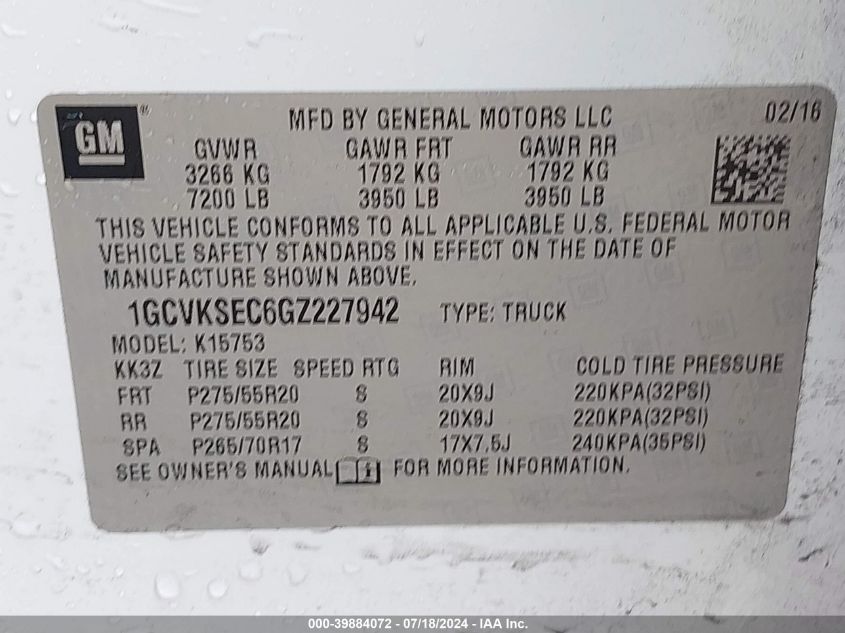 GM ® MFD BY GENERAL MOTORS LLC 02/16
GVWR GAWR FRT GAWR RR
3266 KG 1792 KG 1792 KG
7200 LB 3950 LB 3950 LB
THIS VEHICLE CONFORMS TO ALL APPLICABLE U.S. FEDERAL MOTOR
VEHICLE SAFETY STANDARDS IN EFFECT ON THE DATE OF
MANUFACTURE SHOWN ABOVE.
1GCVKSEC6GZ227942 TYPE: TRUCK
MODEL: K15753
KK3Z TIRE SIZE SPEED RTG RIM COLD TIRE PRESSURE
FRT P275/55R20 S 20X9J 220KPA(32PSI)
RR P275/55R20 S 20X9J 220KPA(32PSI)
SPA P265/70R17 S 17X7.5J 240KPA(35PSI)
SEE OWNER'S MANUAL FOR MORE INFORMATION.
000-39884072 - 07/18/2024 - IAA Inc.